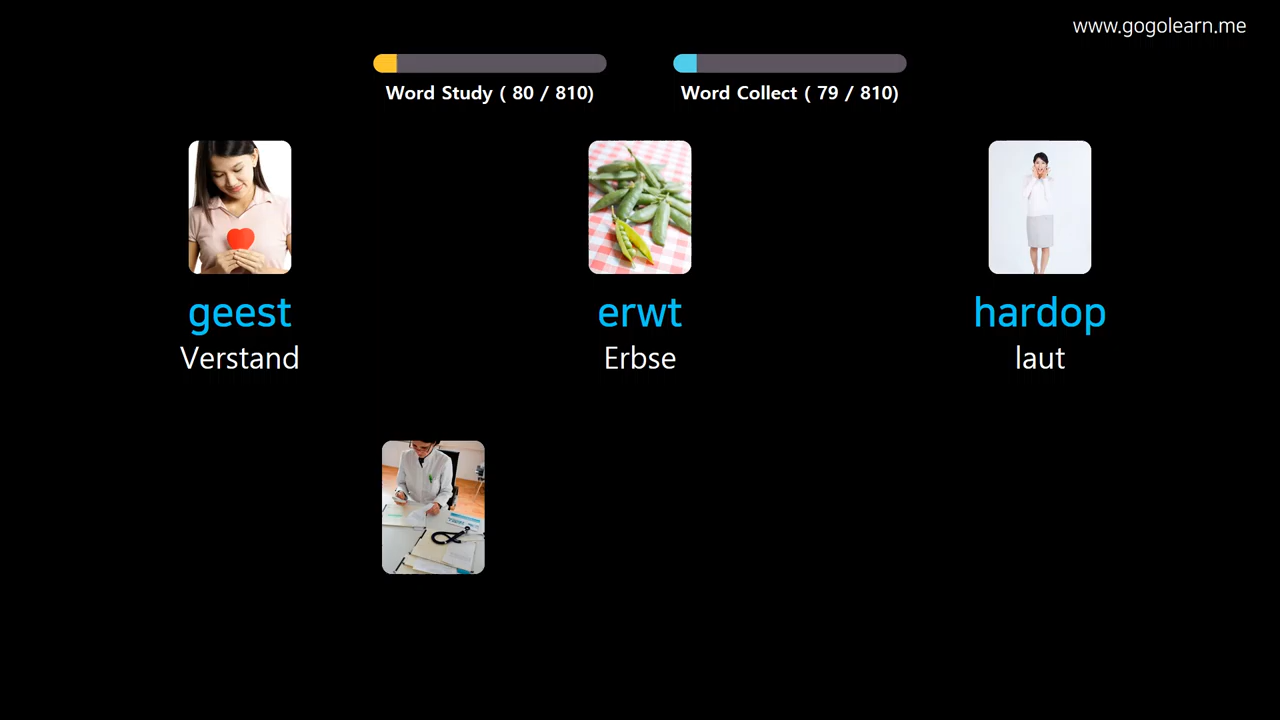 www.gogolearn.me
Word Study ( 80 / 810)
Word Collect ( 79 / 810)
geest
Verstand
erwt
Erbse
hardop
laut